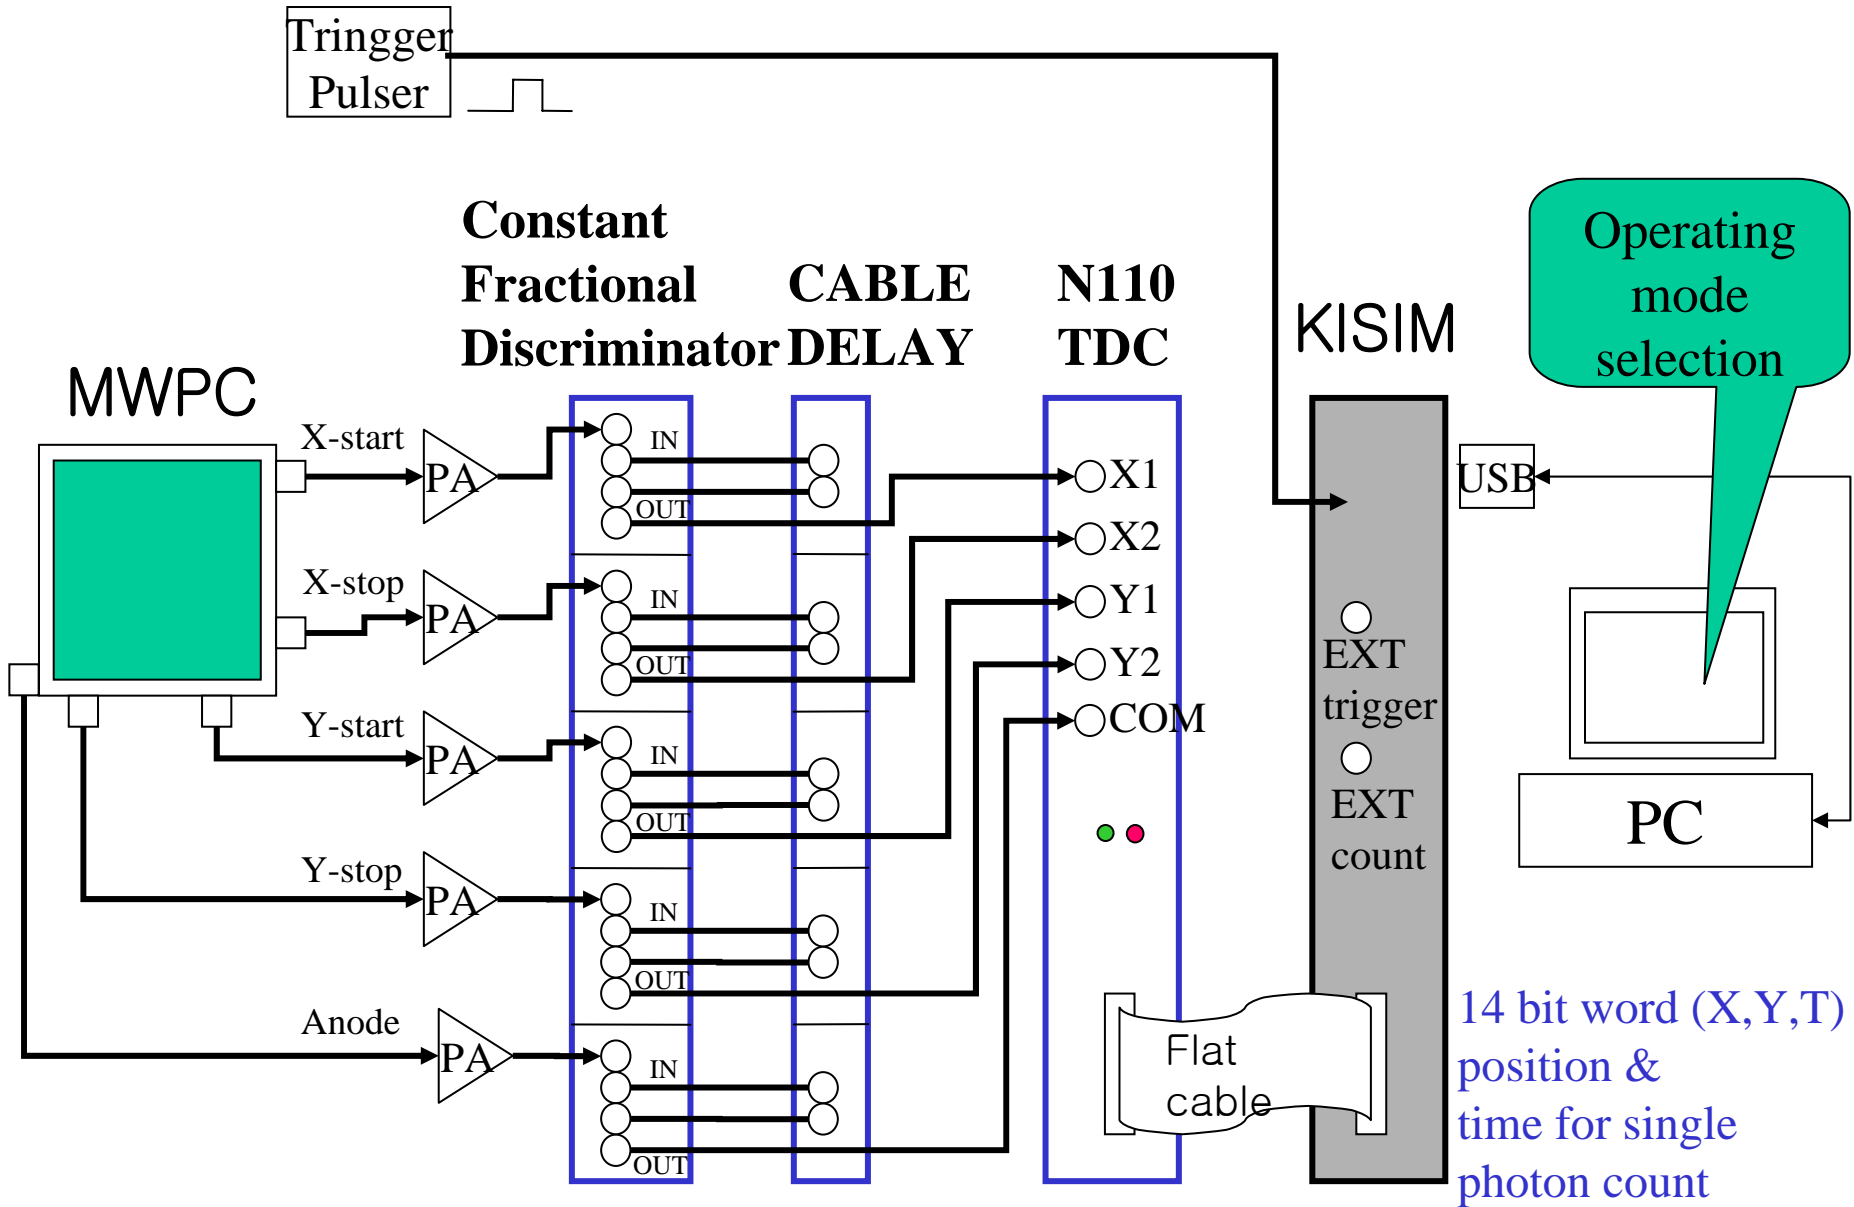 Tringger
Pulser
Constant
Fractional
Discriminator
CABLE
DELAY
N110
TDC
KISIM
Operating
mode
selection
MWPC
X-start
PA
IN
OUT
X-stop
PA
IN
OUT
Y-start
PA
IN
OUT
Y-stop
PA
IN
OUT
Anode
PA
IN
OUT
X1
X2
Y1
Y2
COM
EXT
trigger
EXT
count
USB
PC
Flat
cable
14 bit word (X,Y,T)
position &
time for single
photon count